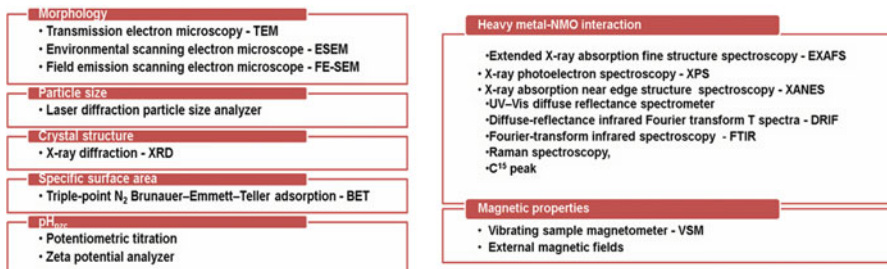 Morphology
• Transmission electron microscopy - TEM
• Environmental scanning electron microscope - ESEM
• Field emission scanning electron microscope - FE-SEM
Particle size
• Laser diffraction particle size analyzer
Crystal structure
• X-ray diffraction - XRD
Specific surface area
• Triple-point N₂ Brunauer–Emmett–Teller adsorption - BET
pHpzc
• Potentiometric titration
• Zeta potential analyzer
Heavy metal-NMO interaction
•Extended X-ray absorption fine structure spectroscopy - EXAFS
• X-ray photoelectron spectroscopy - XPS
• X-ray absorption near edge structure spectroscopy - XANES
•UV–Vis diffuse reflectance spectrometer
•Diffuse-reflectance infrared Fourier transform T spectra - DRIF
•Fourier-transform infrared spectroscopy - FTIR
•Raman spectroscopy,
•C¹⁵ peak
Magnetic properties
• Vibrating sample magnetometer - VSM
• External magnetic fields